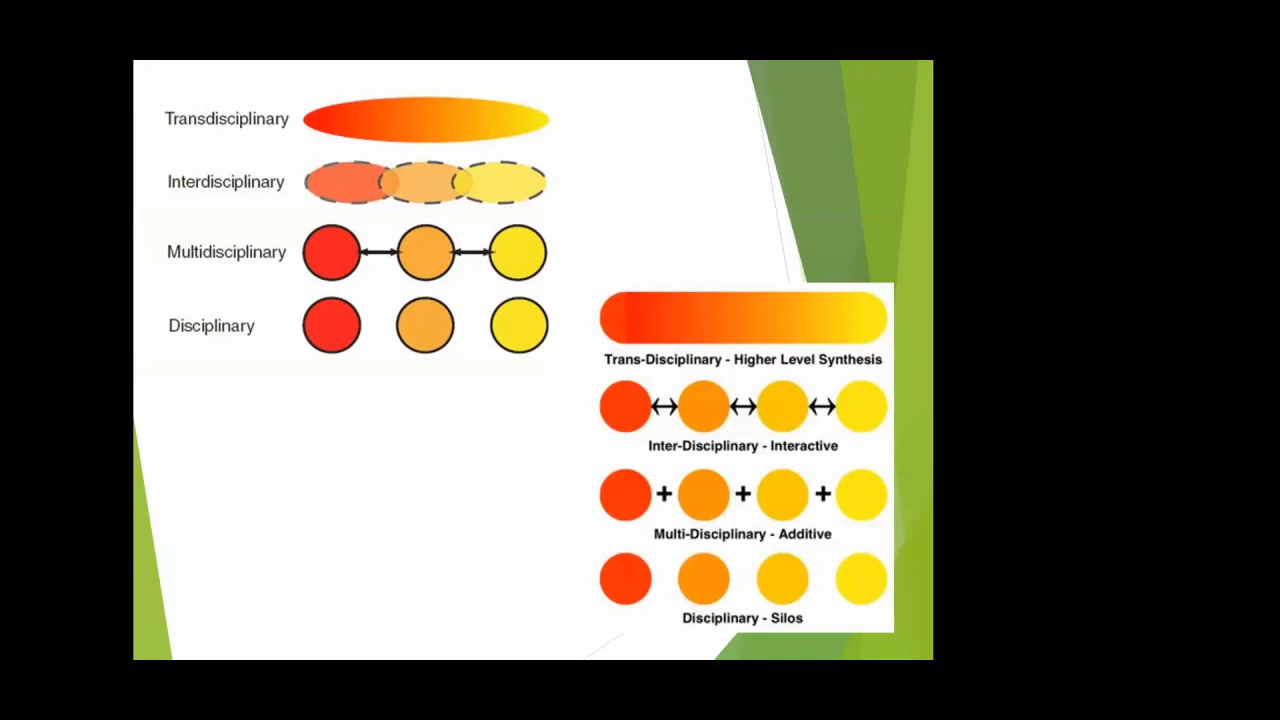 Transdisciplinary
Interdisciplinary
Multidisciplinary
Disciplinary
Trans-Disciplinary - Higher Level Synthesis
Inter-Disciplinary - Interactive
+ + +
Multi-Disciplinary - Additive
Disciplinary - Silos